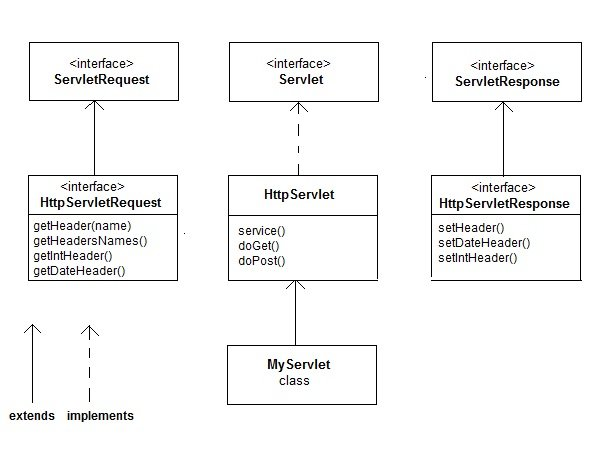 <interface>
ServletRequest
<interface>
Servlet
<interface>
ServletResponse
<interface>
HttpServletRequest
getHeader(name)
getHeadersNames()
getIntHeader()
getDateHeader()
HttpServlet
service()
doGet()
doPost()
<interface>
HttpServletResponse
setHeader()
setDateHeader()
setIntHeader()
MyServlet
class
extends
implements